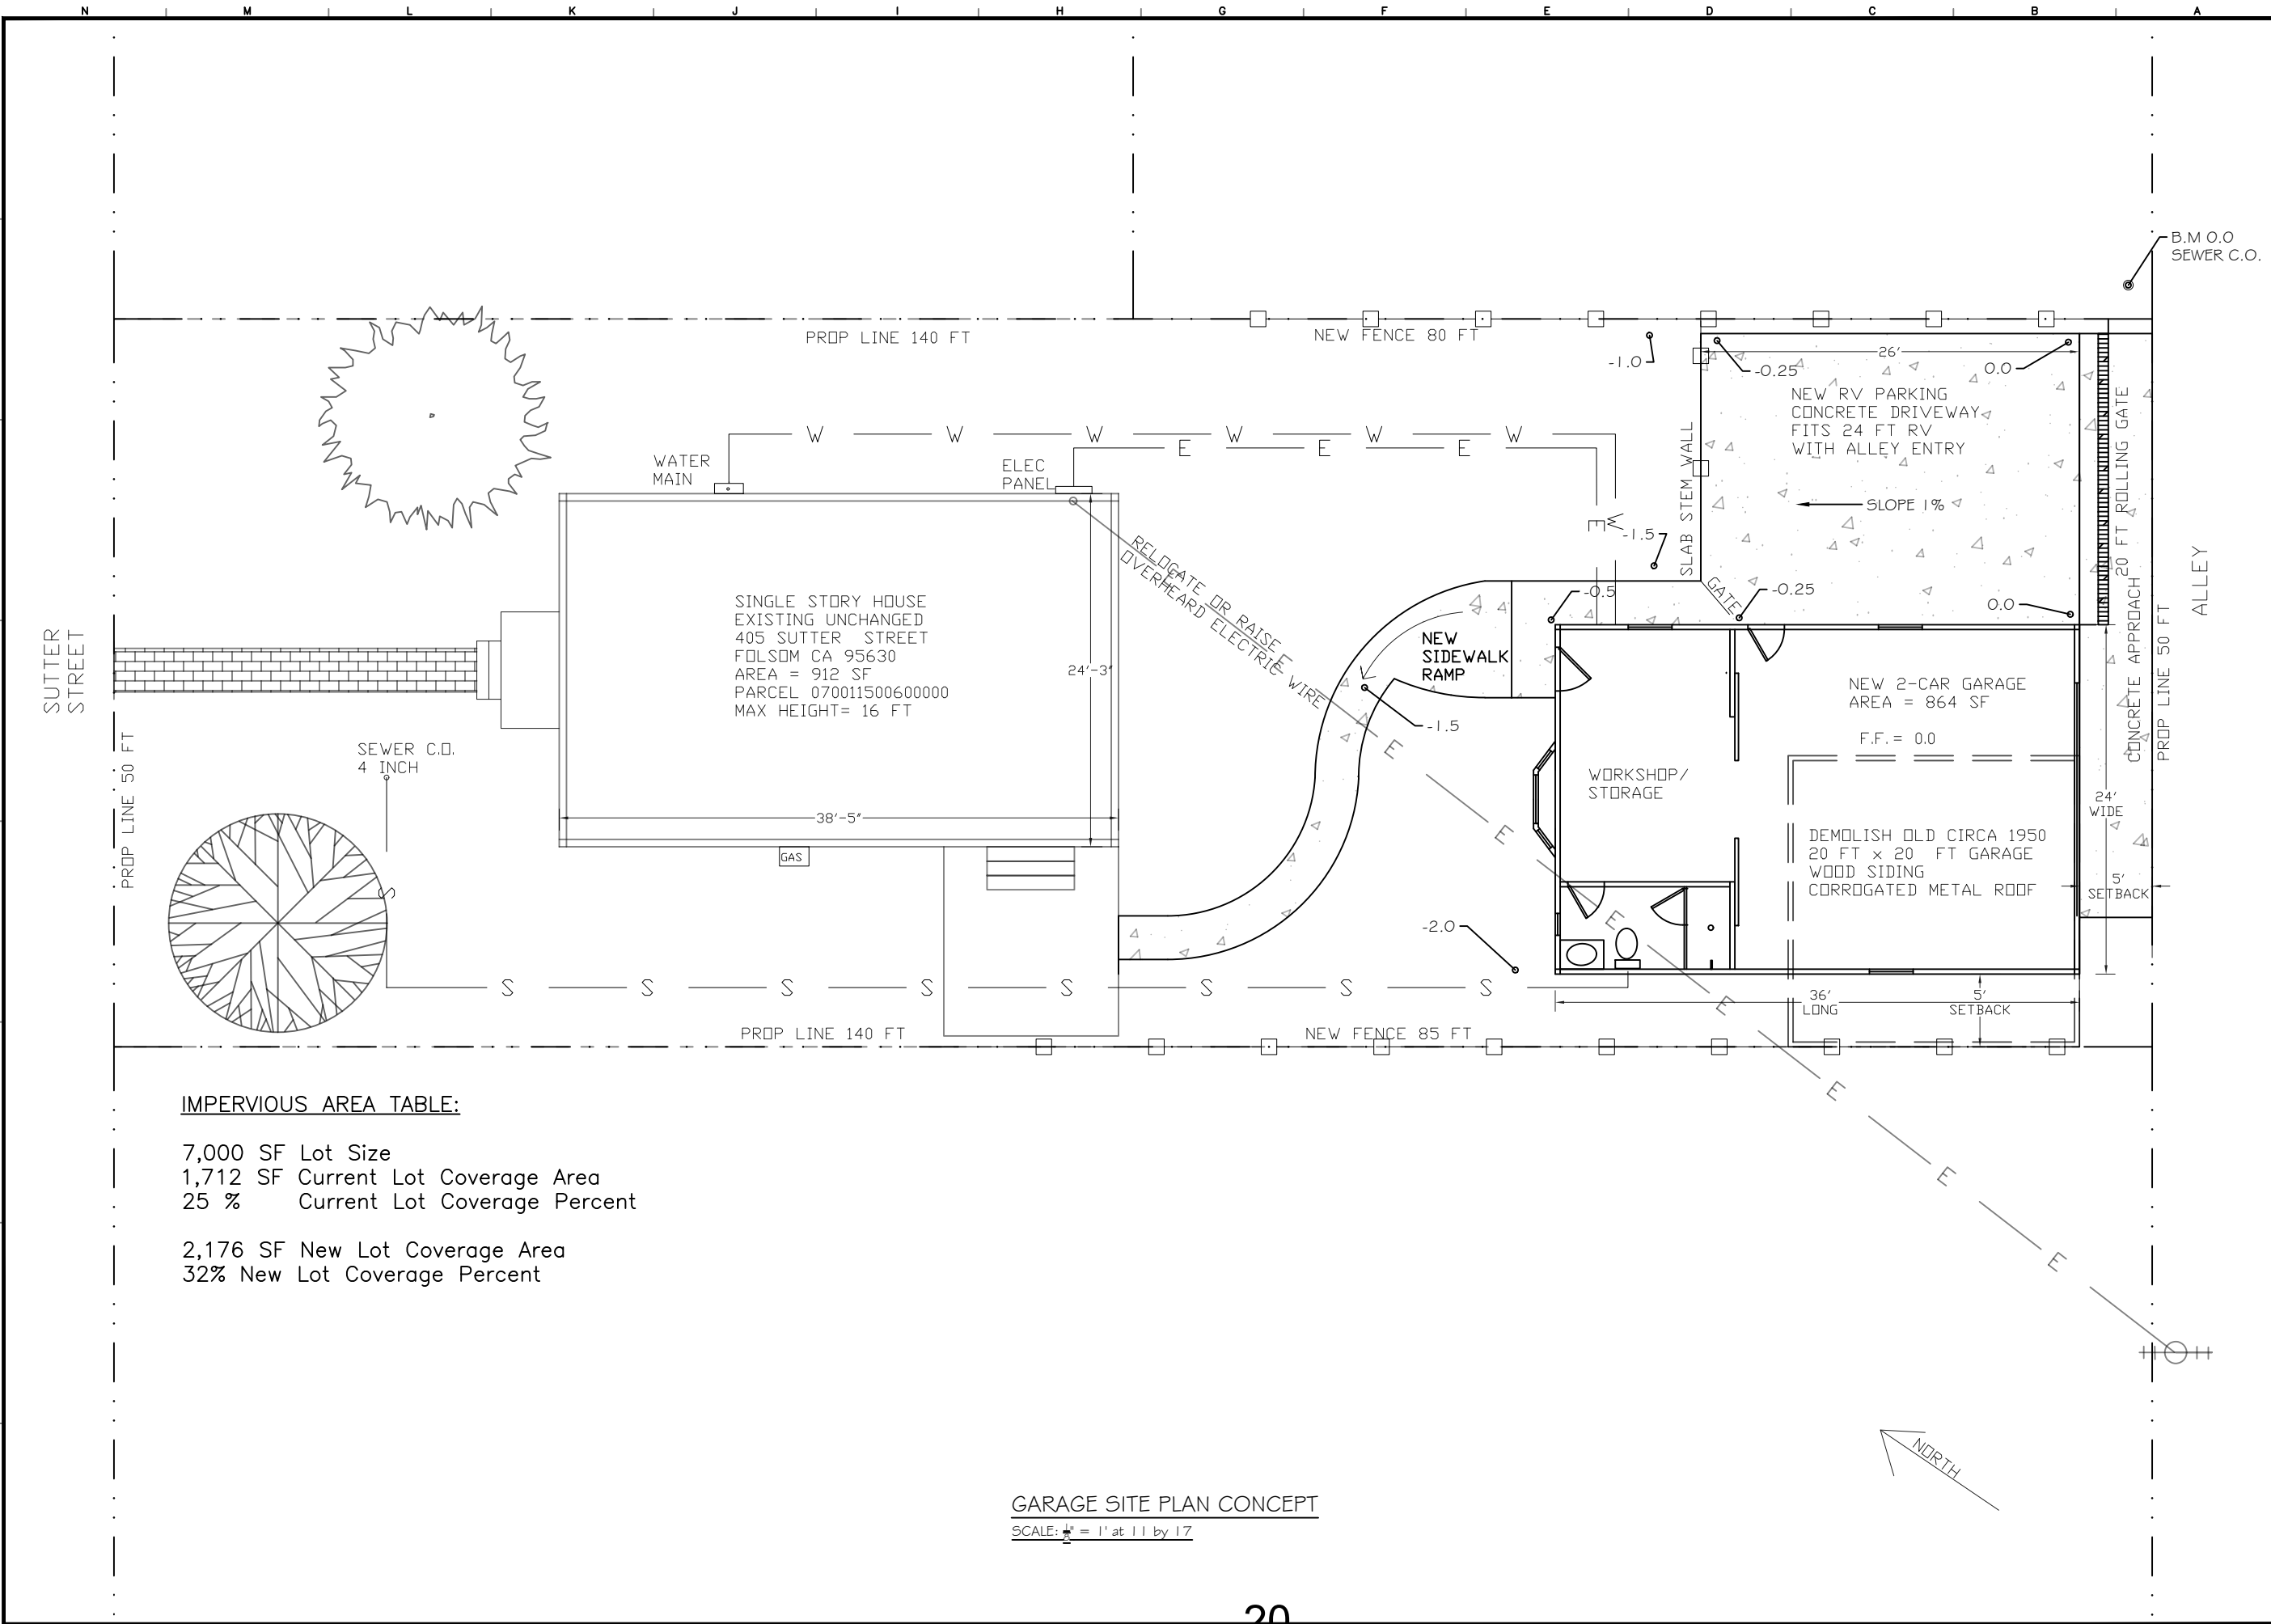 N M L K J I H G F E D C B A
B.M 0.0
SEWER C.O.
PROP LINE 140 FT
NEW FENCE 80 FT
-1.0
-0.25
26'
0.0
NEW RV PARKING
CONCRETE DRIVEWAY
FITS 24 FT RV
WITH ALLEY ENTRY
SLOPE 1%
20 FT ROLLING GATE
SLAB STEM WALL
W W W W W W
E E E
E
W
WATER
MAIN
ELEC
PANEL
-1.5
RELOGATE OR RAISE
OVERHEARD ELECTRIC WIRE
GATE
-0.25
-0.5
0.0
ALLEY
CONCRETE APPROACH
PROP LINE 50 FT
SUTTER
STREET
SINGLE STORY HOUSE
EXISTING UNCHANGED
405 SUTTER STREET
FOLSOM CA 95630
AREA = 912 SF
PARCEL 070011500600000
MAX HEIGHT= 16 FT
24'-3"
38'-5"
NEW
SIDEWALK
RAMP
-1.5
NEW 2-CAR GARAGE
AREA = 864 SF
F.F.= 0.0
PROP LINE 50 FT
SEWER C.O.
4 INCH
WORKSHOP/
STORAGE
24'
WIDE
DEMOLISH OLD CIRCA 1950
20 FT x 20 FT GARAGE
WOOD SIDING
CORROGATED METAL ROOF
5'
SETBACK
GAS
S
-2.0
S S S S S S S S
E E E E E E E E E
36'
LONG
5'
SETBACK
PROP LINE 140 FT
NEW FENCE 85 FT
IMPERVIOUS AREA TABLE:
7,000 SF Lot Size
1,712 SF Current Lot Coverage Area
25 % Current Lot Coverage Percent
2,176 SF New Lot Coverage Area
32% New Lot Coverage Percent
NORTH
GARAGE SITE PLAN CONCEPT
SCALE: = 1' at 11 by 17
20